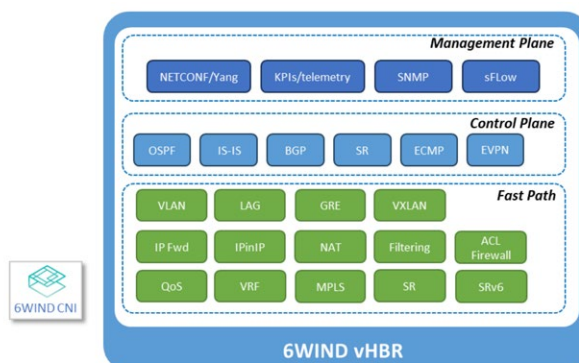 Management Plane
NETCONF/Yang
KPIs/telemetry
SNMP
sFLow
Control Plane
OSPF
IS-IS
BGP
SR
ECMP
EVPN
Fast Path
VLAN
LAG
GRE
VXLAN
IP Fwd
IPinIP
NAT
Filtering
ACL
Firewall
QoS
VRF
MPLS
SR
SRv6
6WIND CNI
6WIND vHBR